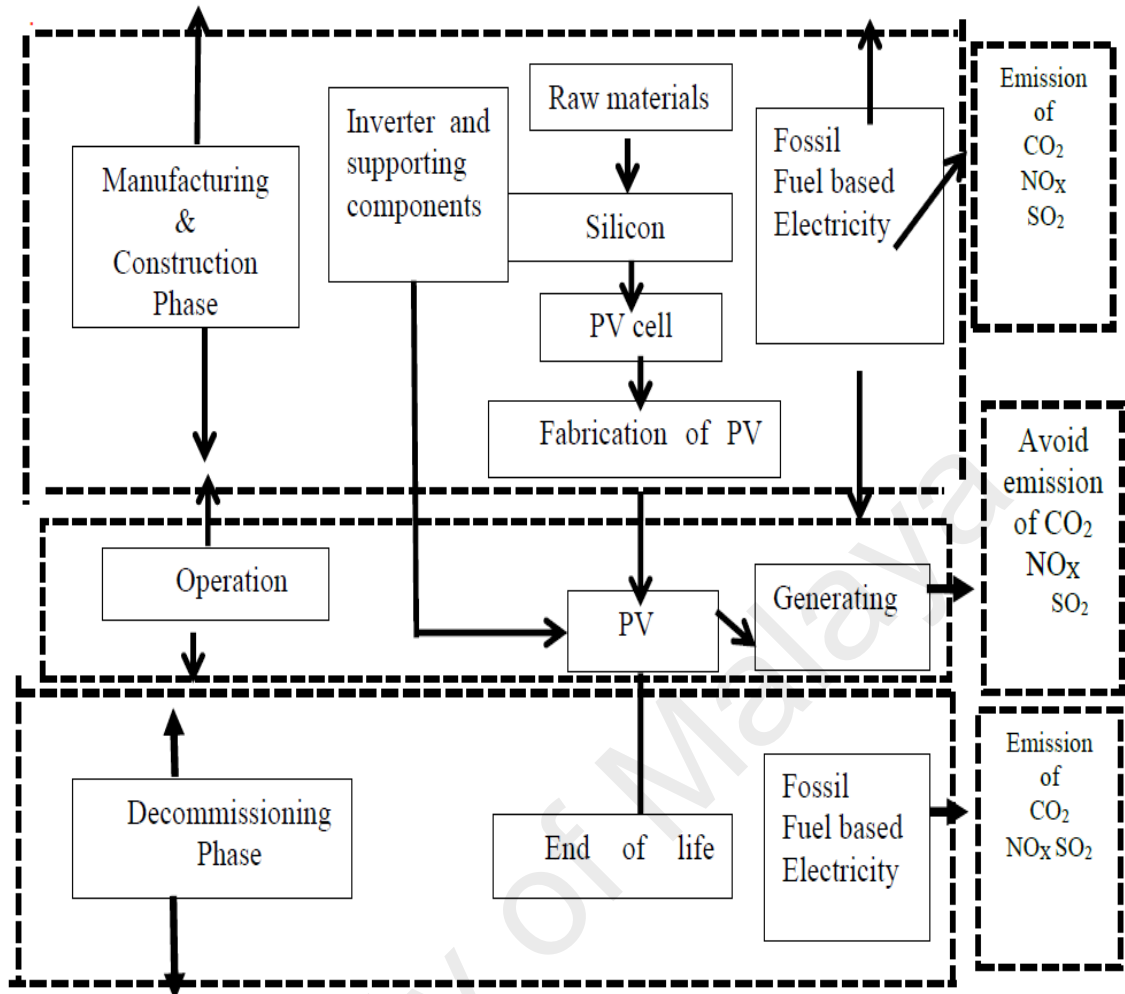 Manufacturing
&
Construction
Phase
Inverter and
supporting
components
Raw materials
Silicon
PV cell
Fabrication of PV
Fossil
Fuel based
Electricity
Emission
of
CO₂
NOx
SO₂
Operation
PV
Generating
Avoid
emission
of CO₂
NOx
SO₂
Decommissioning
Phase
End of life
Fossil
Fuel based
Electricity
Emission
of
CO₂
NOx SO₂
of Malaya